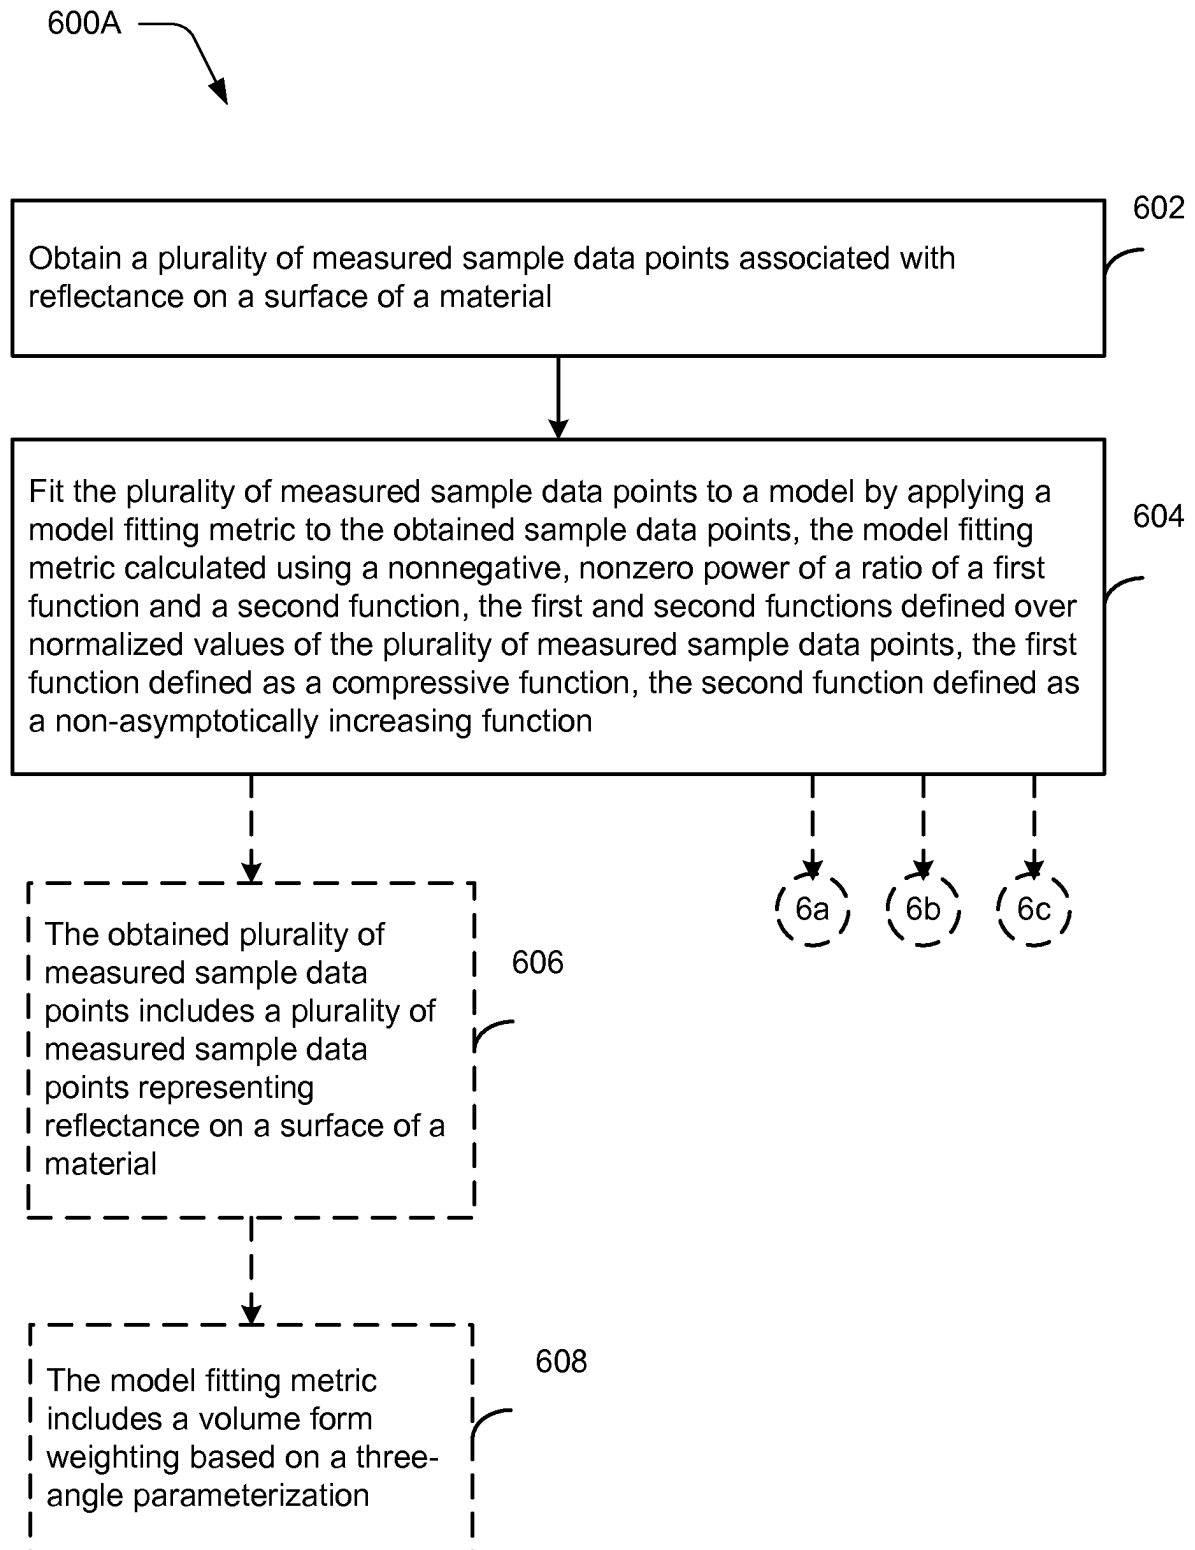 600A
602
Obtain a plurality of measured sample data points associated with
reflectance on a surface of a material
Fit the plurality of measured sample data points to a model by applying a
model fitting metric to the obtained sample data points, the model fitting
metric calculated using a nonnegative, nonzero power of a ratio of a first
function and a second function, the first and second functions defined over
normalized values of the plurality of measured sample data points, the first
function defined as a compressive function, the second function defined as
a non-asymptotically increasing function
604
6a
6b
6c
The obtained plurality of
measured sample data
points includes a plurality of
measured sample data
points representing
reflectance on a surface of a
material
606
The model fitting metric
includes a volume form
weighting based on a three-
angle parameterization
608